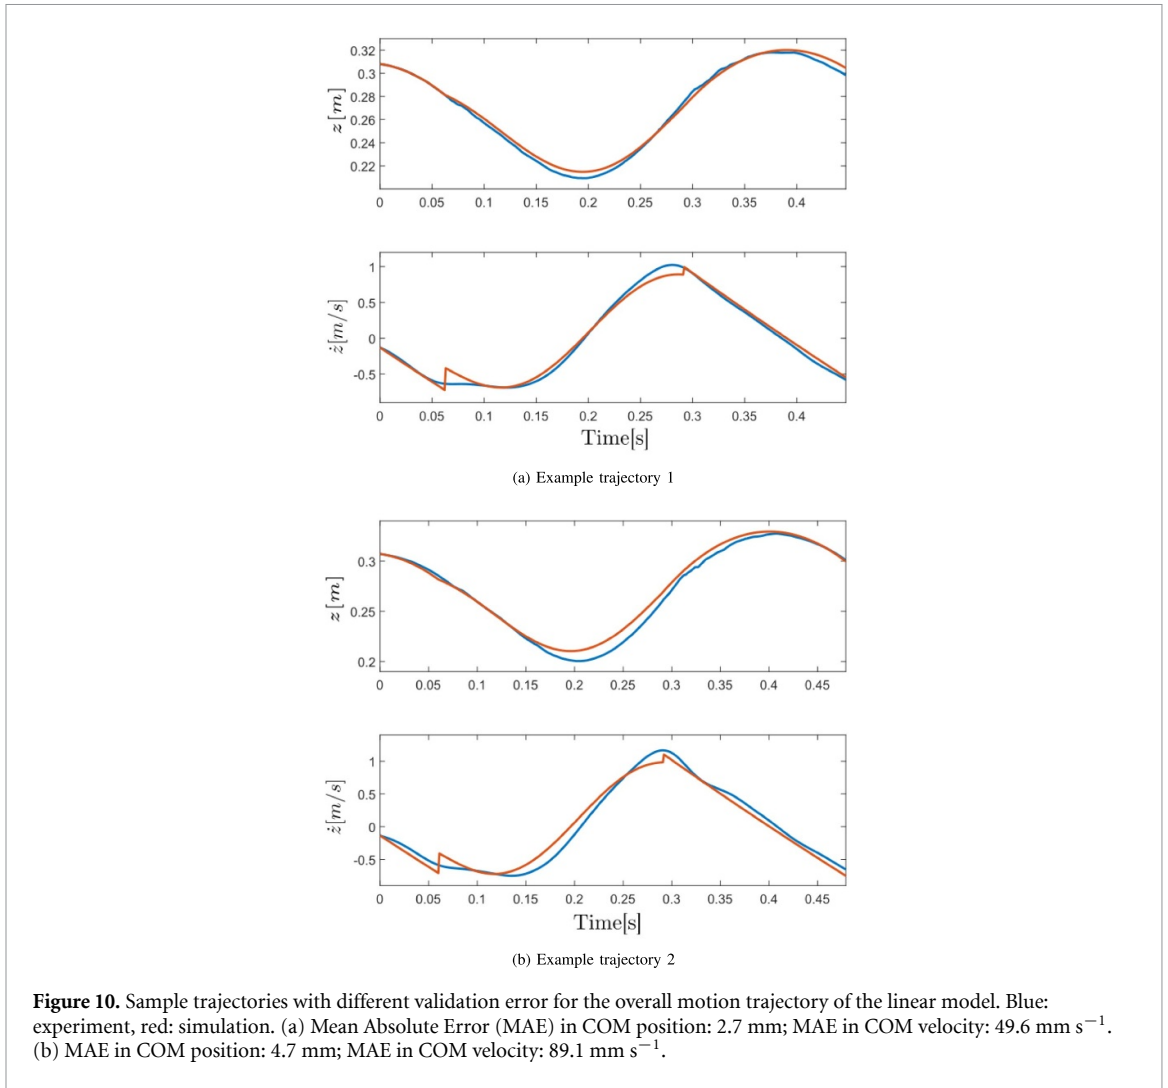 0.32
0.3
0.28
0.26
0.24
0.22
z[m]
0 0.05 0.1 0.15 0.2 0.25 0.3 0.35 0.4
1
0.5
0
-0.5
ż[m/s]
0 0.05 0.1 0.15 0.2 0.25 0.3 0.35 0.4
Time[s]
(a) Example trajectory 1
0.3
0.25
0.2
z[m]
0 0.05 0.1 0.15 0.2 0.25 0.3 0.35 0.4 0.45
1
0.5
0
-0.5
ż[m/s]
0 0.05 0.1 0.15 0.2 0.25 0.3 0.35 0.4 0.45
Time[s]
(b) Example trajectory 2
Figure 10. Sample trajectories with different validation error for the overall motion trajectory of the linear model. Blue:
experiment, red: simulation. (a) Mean Absolute Error (MAE) in COM position: 2.7 mm; MAE in COM velocity: 49.6 mm s⁻¹.
(b) MAE in COM position: 4.7 mm; MAE in COM velocity: 89.1 mm s⁻¹.